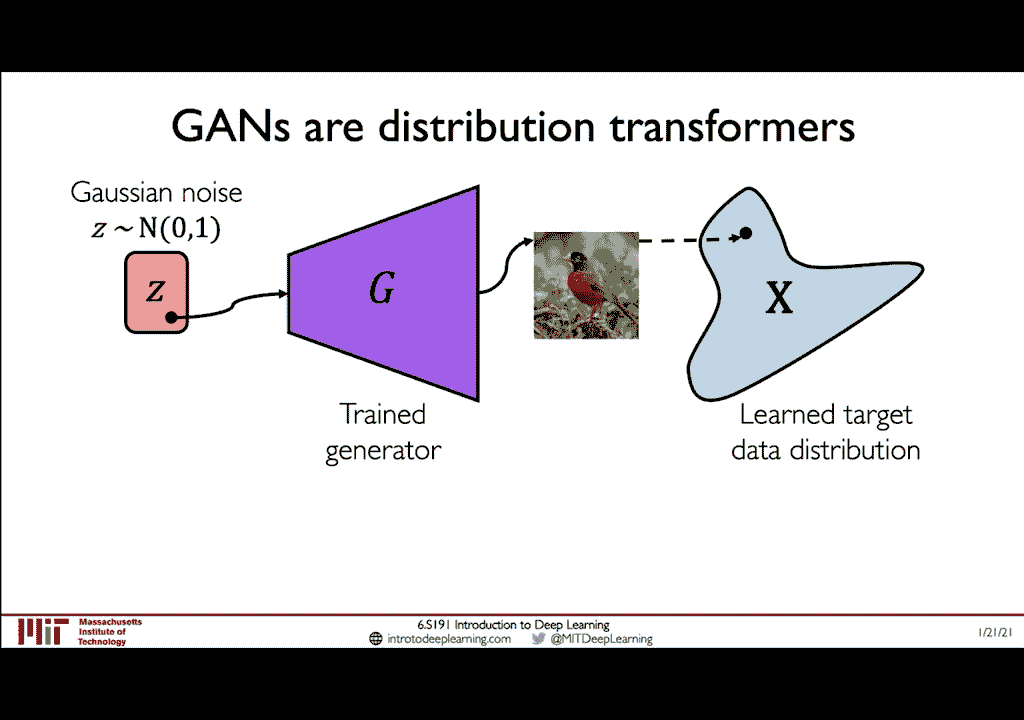 GANs are distribution transformers
Gaussian noise
z ~ N(0,1)
z
G
X
Trained
generator
Learned target
data distribution
Massachusetts
Institute of
Technology
6.S191 Introduction to Deep Learning
introtodeeplearning.com @MITDeepLearning
1/21/21